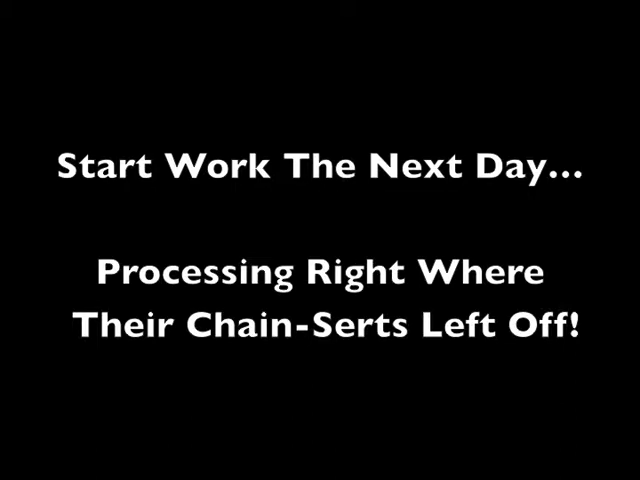 Start Work The Next Day...
Processing Right Where
Their Chain-Serts Left Off!